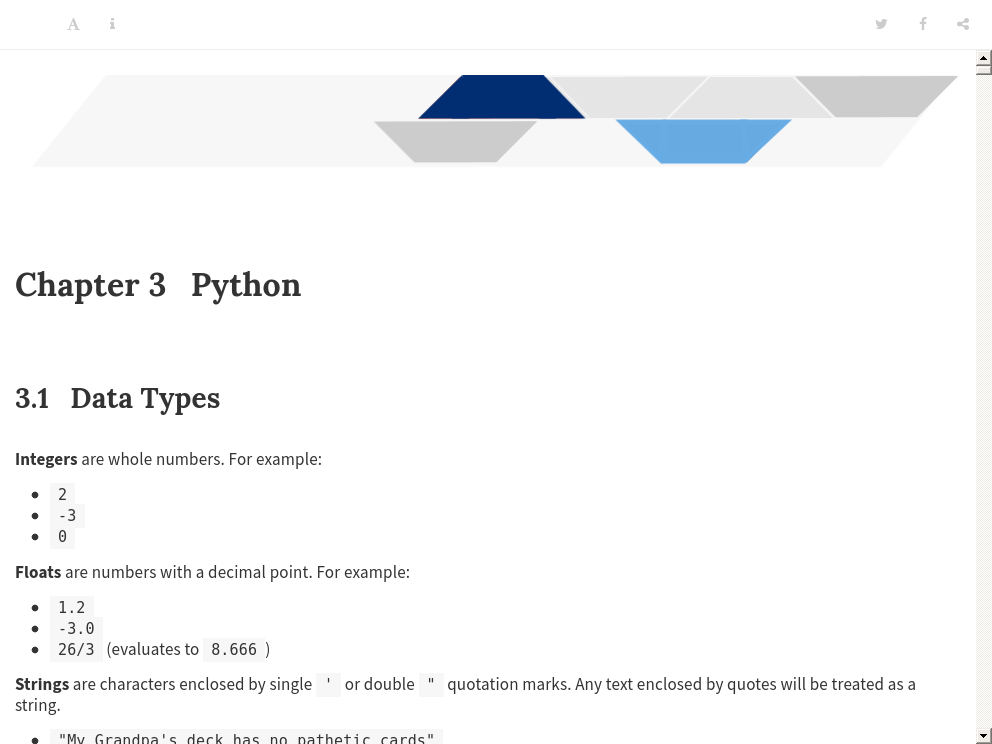 Chapter 3 Python
3.1 Data Types
Integers are whole numbers. For example:
2
-3
0
Floats are numbers with a decimal point. For example:
1.2
-3.0
26/3 (evaluates to 8.666 )
Strings are characters enclosed by single ' or double " quotation marks. Any text enclosed by quotes will be treated as a
string.
"My Grandpa's deck has no pathetic cards"